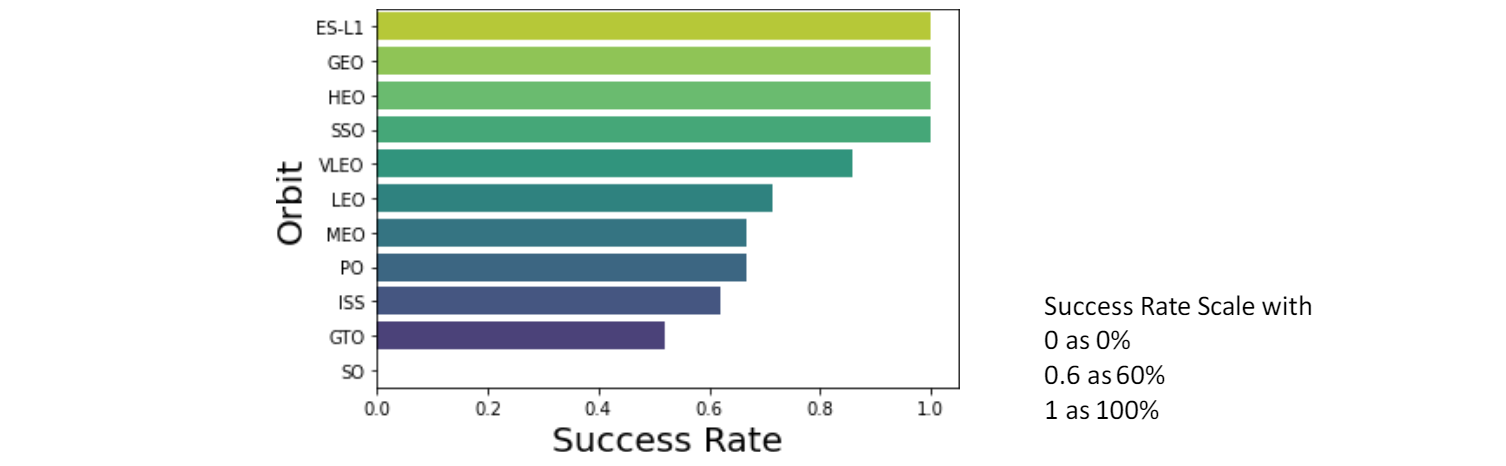 ES-L1
GEO
HEO
SSO
VLEO
LEO
MEO
PO
ISS
GTO
SO
Orbit
0.0 0.2 0.4 0.6 0.8 1.0
Success Rate
Success Rate Scale with
0 as 0%
0.6 as 60%
1 as 100%